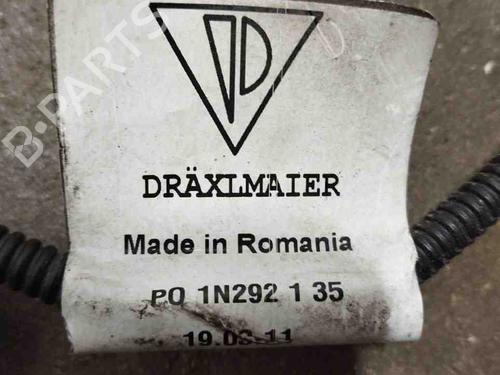 B-PARTS
DRÄXLMAIER
Made in Romania
PO 1N292 1 35